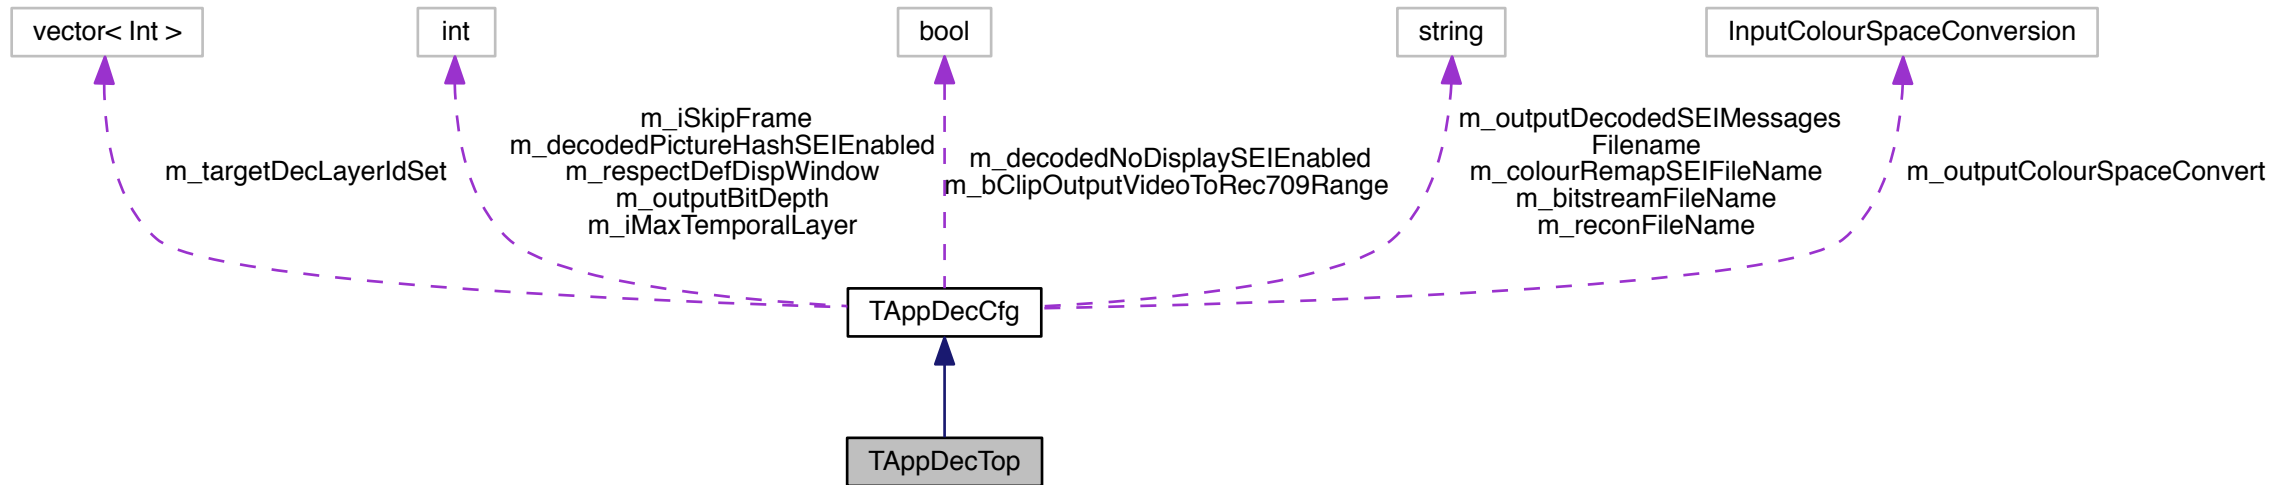 vector< Int >
int
bool
string
InputColourSpaceConversion
m_targetDecLayerIdSet
m_iSkipFrame
m_decodedPictureHashSEIEnabled
m_respectDefDispWindow
m_outputBitDepth
m_iMaxTemporalLayer
m_decodedNoDisplaySEIEnabled
m_bClipOutputVideoToRec709Range
m_outputDecodedSEIMessages
Filename
m_colourRemapSEIFileName
m_bitstreamFileName
m_reconFileName
m_outputColourSpaceConvert
TAppDecCfg
TAppDecTop